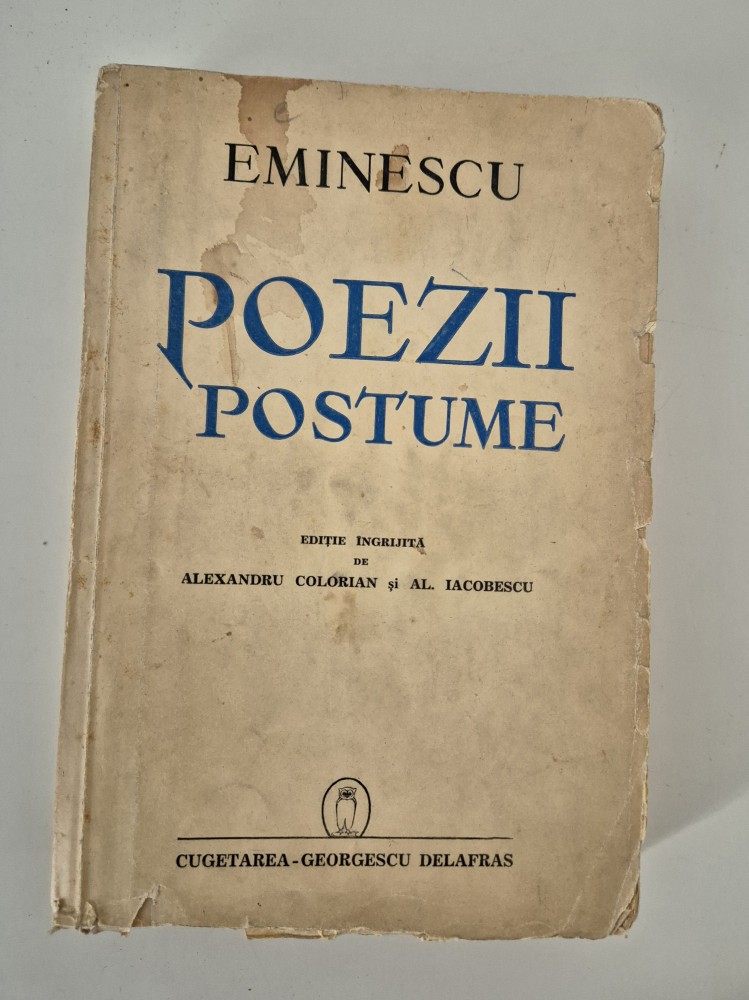 EMINESCU
POEZII
POSTUME
EDIȚIE ÎNGRIJITĂ
DE
ALEXANDRU COLORIAN și AL. IACOBESCU
CUGETAREA-GEORGESCU DELAFRAS